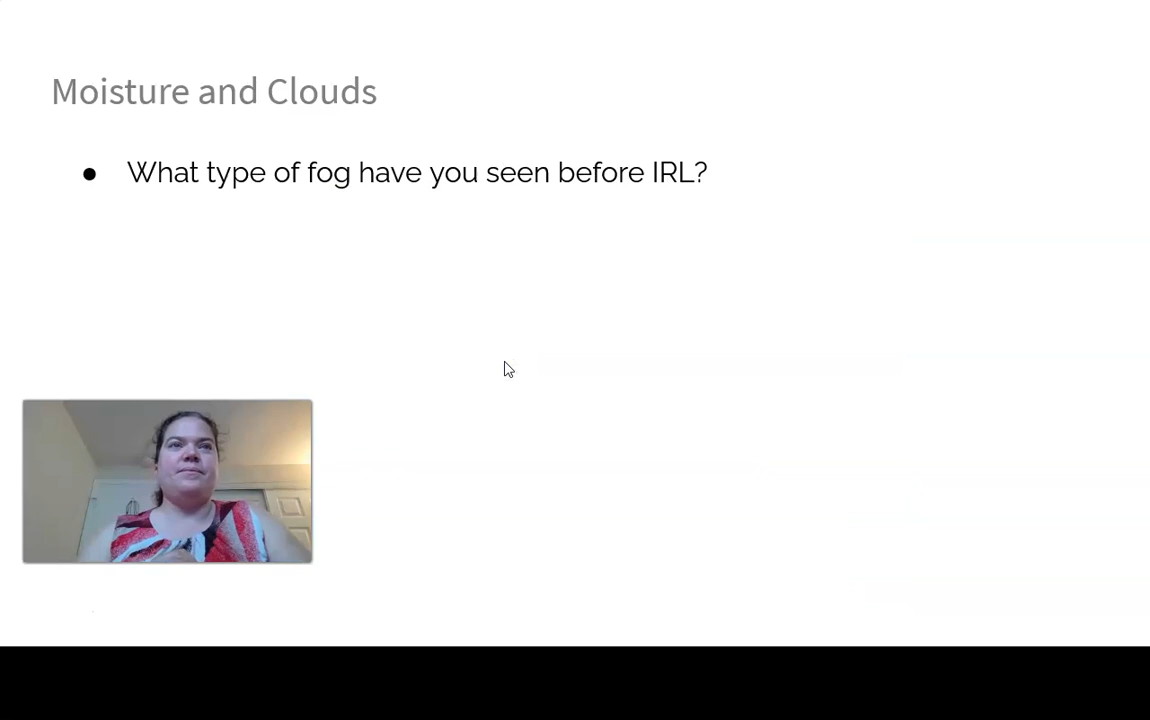 Moisture and Clouds
● What type of fog have you seen before IRL?